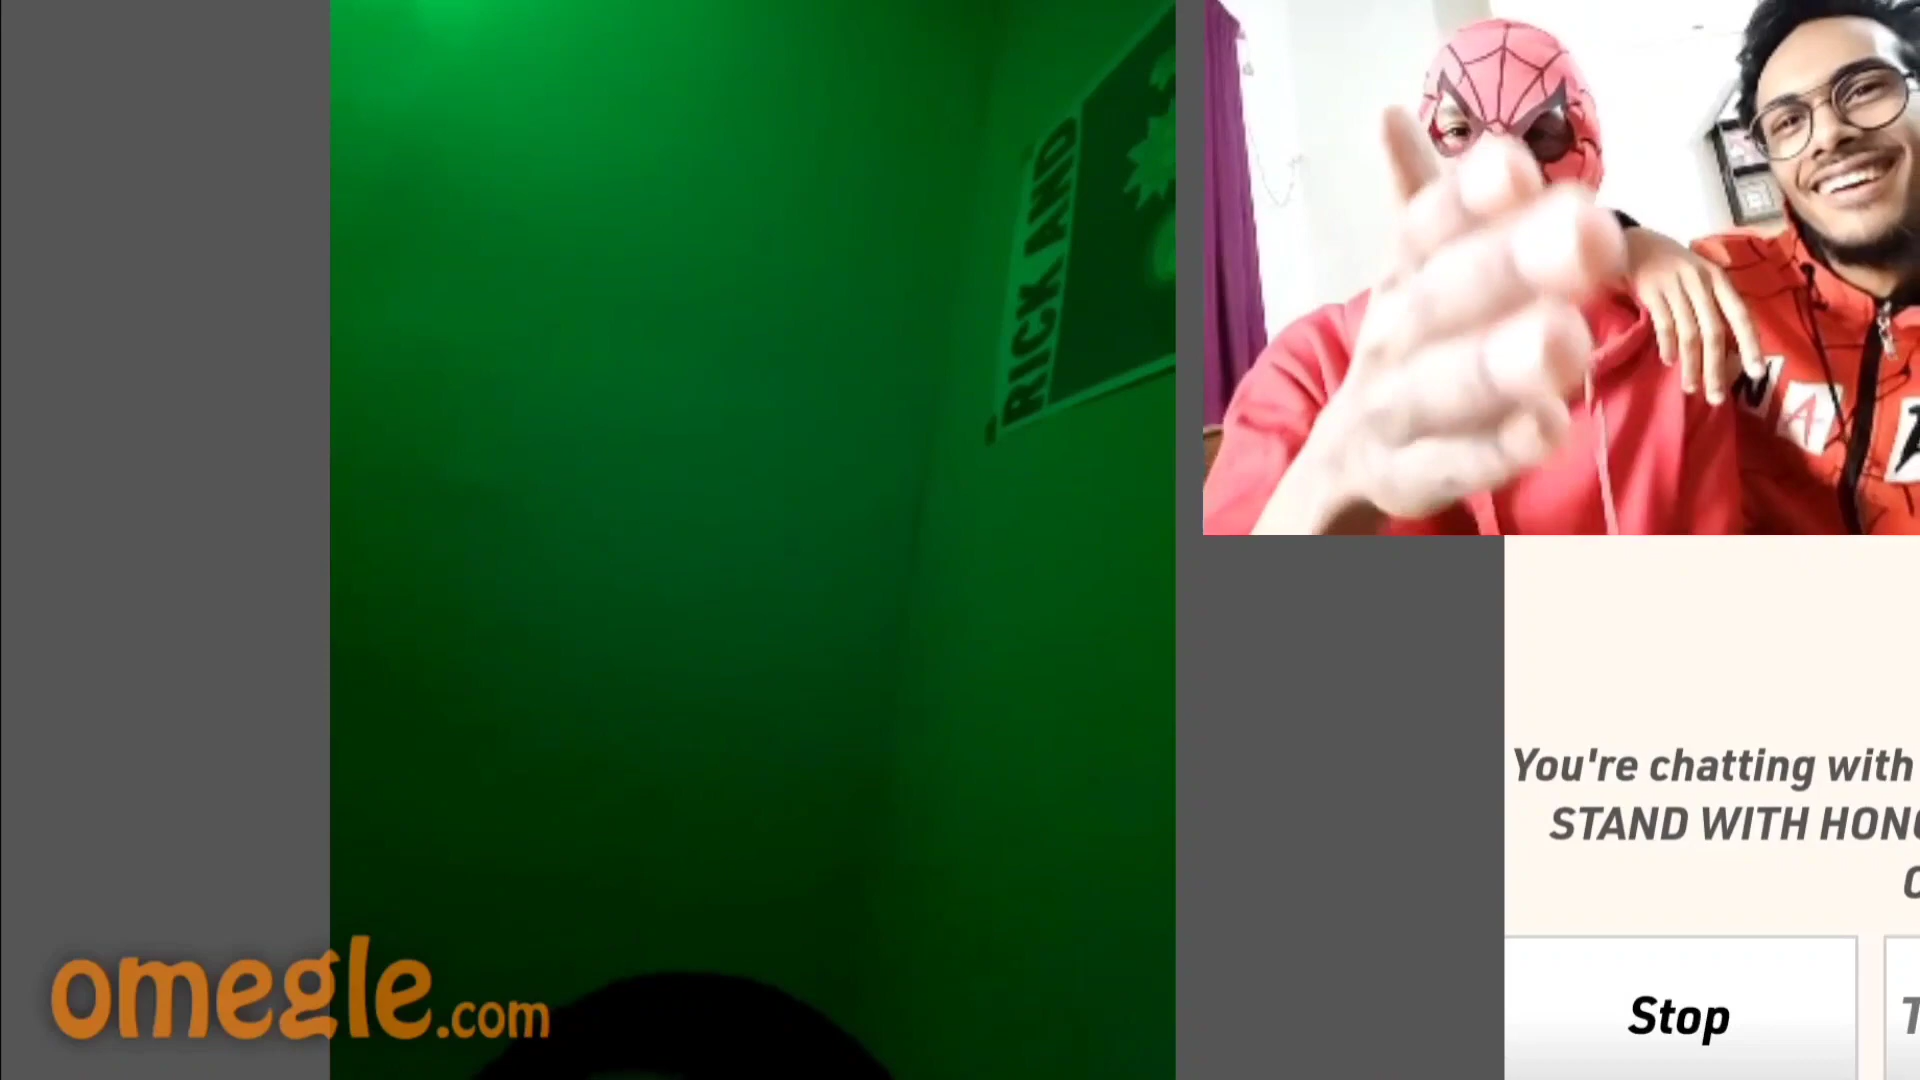 RICK AND
You're chatting with
STAND WITH HONG
omegle.com
Stop